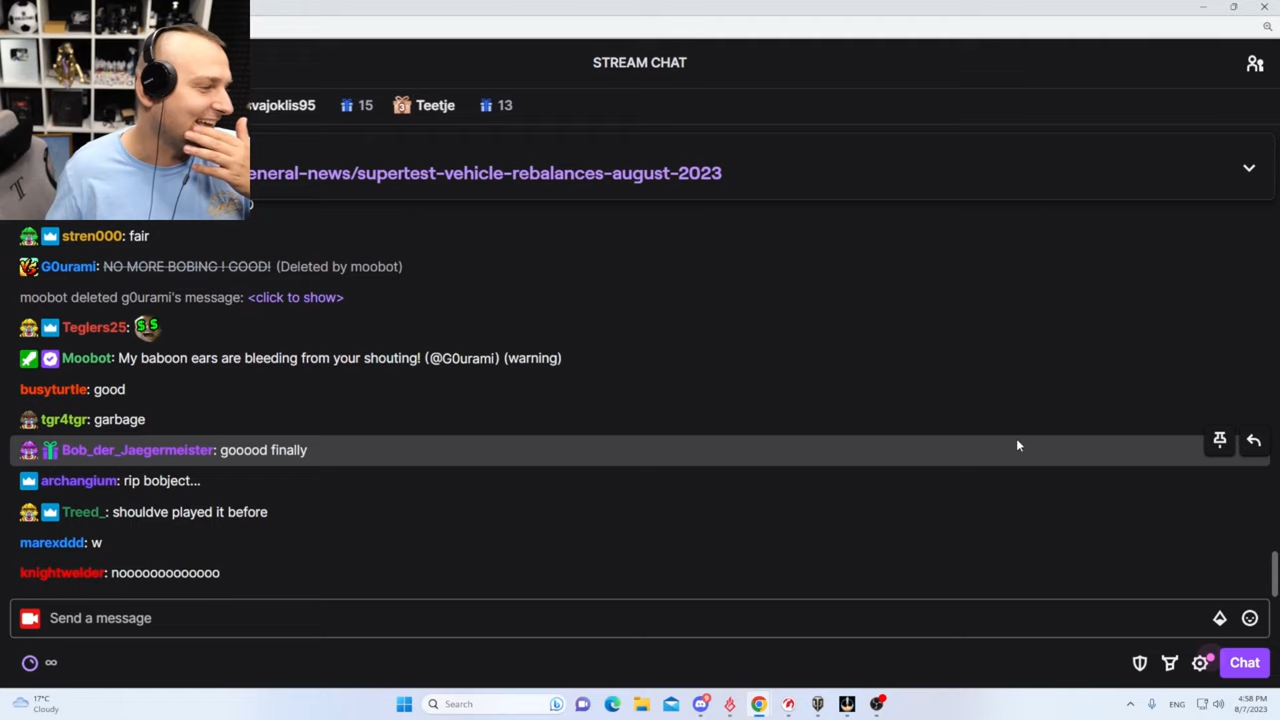 STREAM CHAT
vajoklis95 15 Teetje 13
eneral-news/supertest-vehicle-rebalances-august-2023
stren000: fair
G0urami: NO MORE BOBING ! GOOD! (Deleted by moobot)
moobot deleted g0urami's message: <click to show>
Teglers25:
Moobot: My baboon ears are bleeding from your shouting! (@G0urami) (warning)
busyturtle: good
tgr4tgr: garbage
Bob_der_Jaegermeister: gooood finally
archangium: rip bobject...
Treed_: shouldve played it before
marexddd: w
knightwelder: nooooooooooooo
Send a message
∞
Chat
17°C
Cloudy
Search
ENG
4:58 PM
8/7/2023